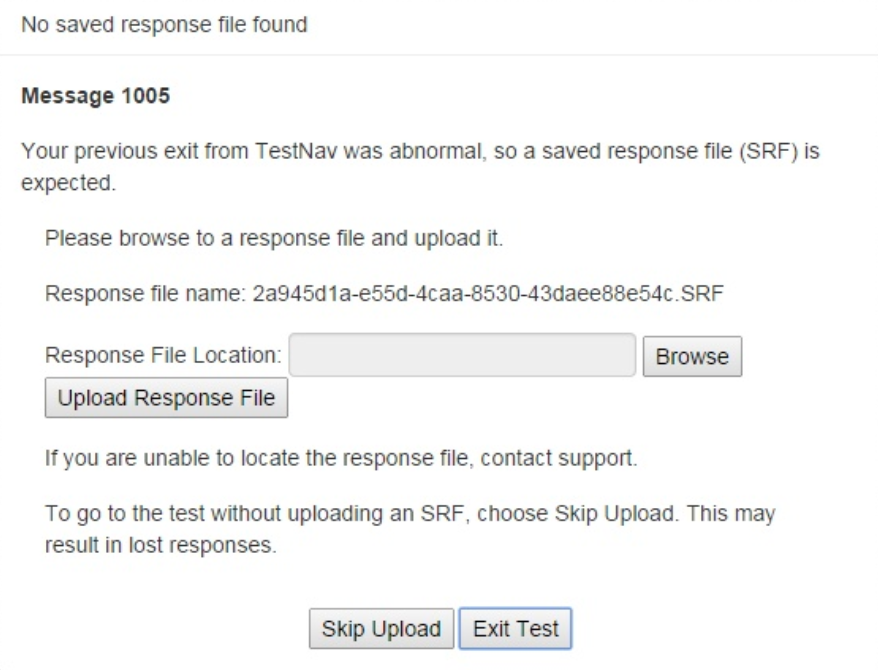 No saved response file found
Message 1005
Your previous exit from TestNav was abnormal, so a saved response file (SRF) is
expected.
Please browse to a response file and upload it.
Response file name: 2a945d1a-e55d-4caa-8530-43daee88e54c.SRF
Response File Location: Browse
Upload Response File
If you are unable to locate the response file, contact support.
To go to the test without uploading an SRF, choose Skip Upload. This may
result in lost responses.
Skip Upload Exit Test